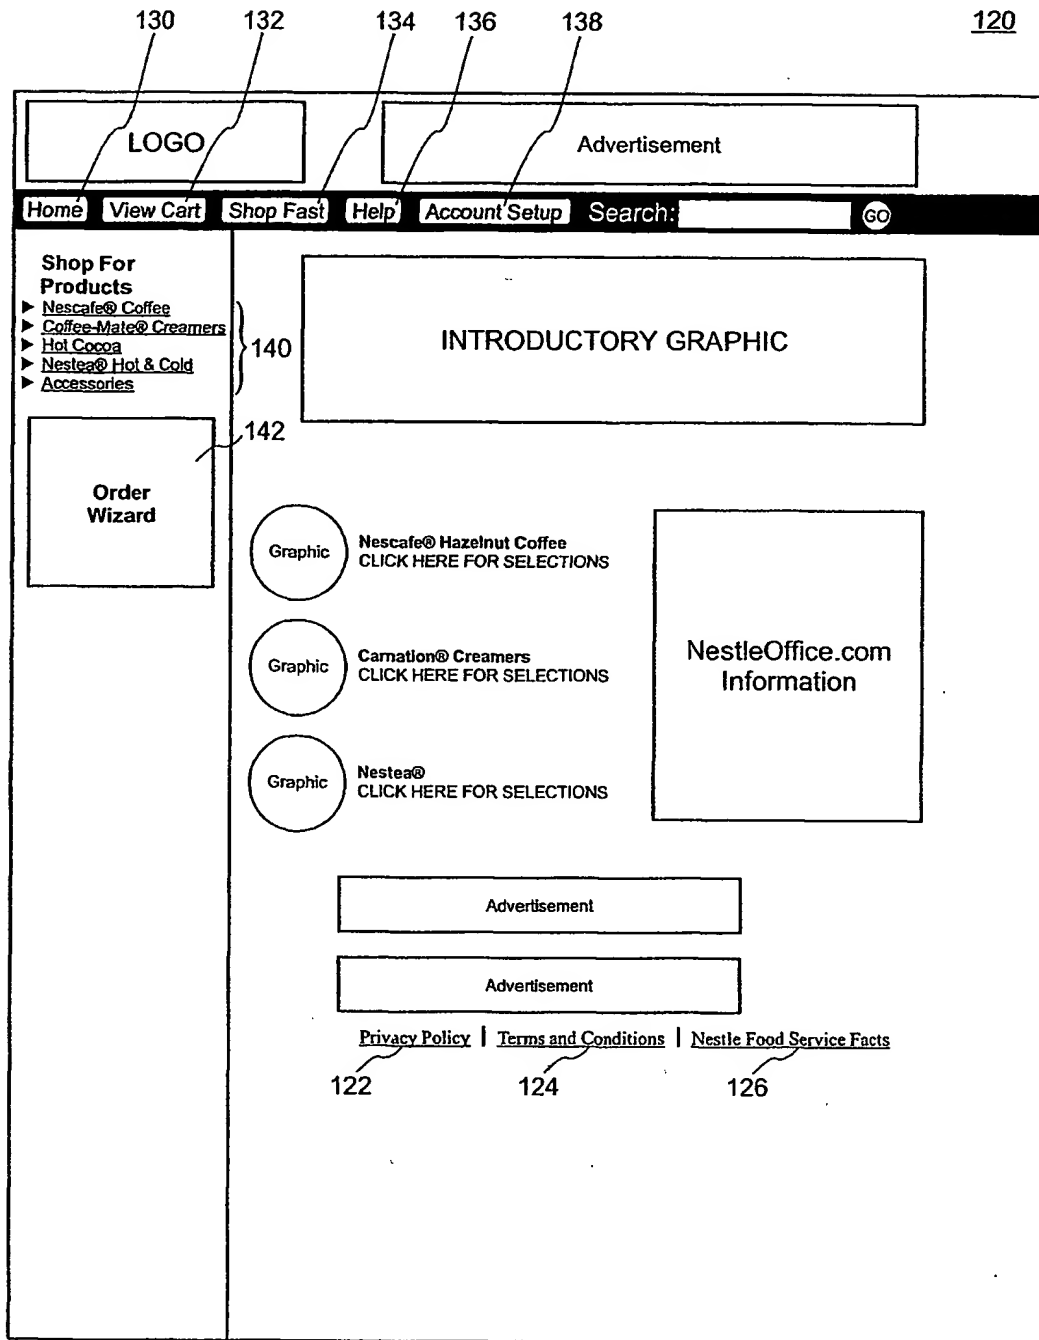 130 132 134 136 138 120
LOGO
Advertisement
Home View Cart Shop Fast Help Account Setup Search: GO
Shop For
Products
▶ Nescafe® Coffee
▶ Coffee-Mate® Creamers
▶ Hot Cocoa
▶ Nestea® Hot & Cold
▶ Accessories
140
INTRODUCTORY GRAPHIC
142
Order
Wizard
Graphic
Nescafe® Hazelnut Coffee
CLICK HERE FOR SELECTIONS
Graphic
Carnation® Creamers
CLICK HERE FOR SELECTIONS
Graphic
Nestea®
CLICK HERE FOR SELECTIONS
NestleOffice.com
Information
Advertisement
Advertisement
Privacy Policy | Terms and Conditions | Nestle Food Service Facts
122 124 126